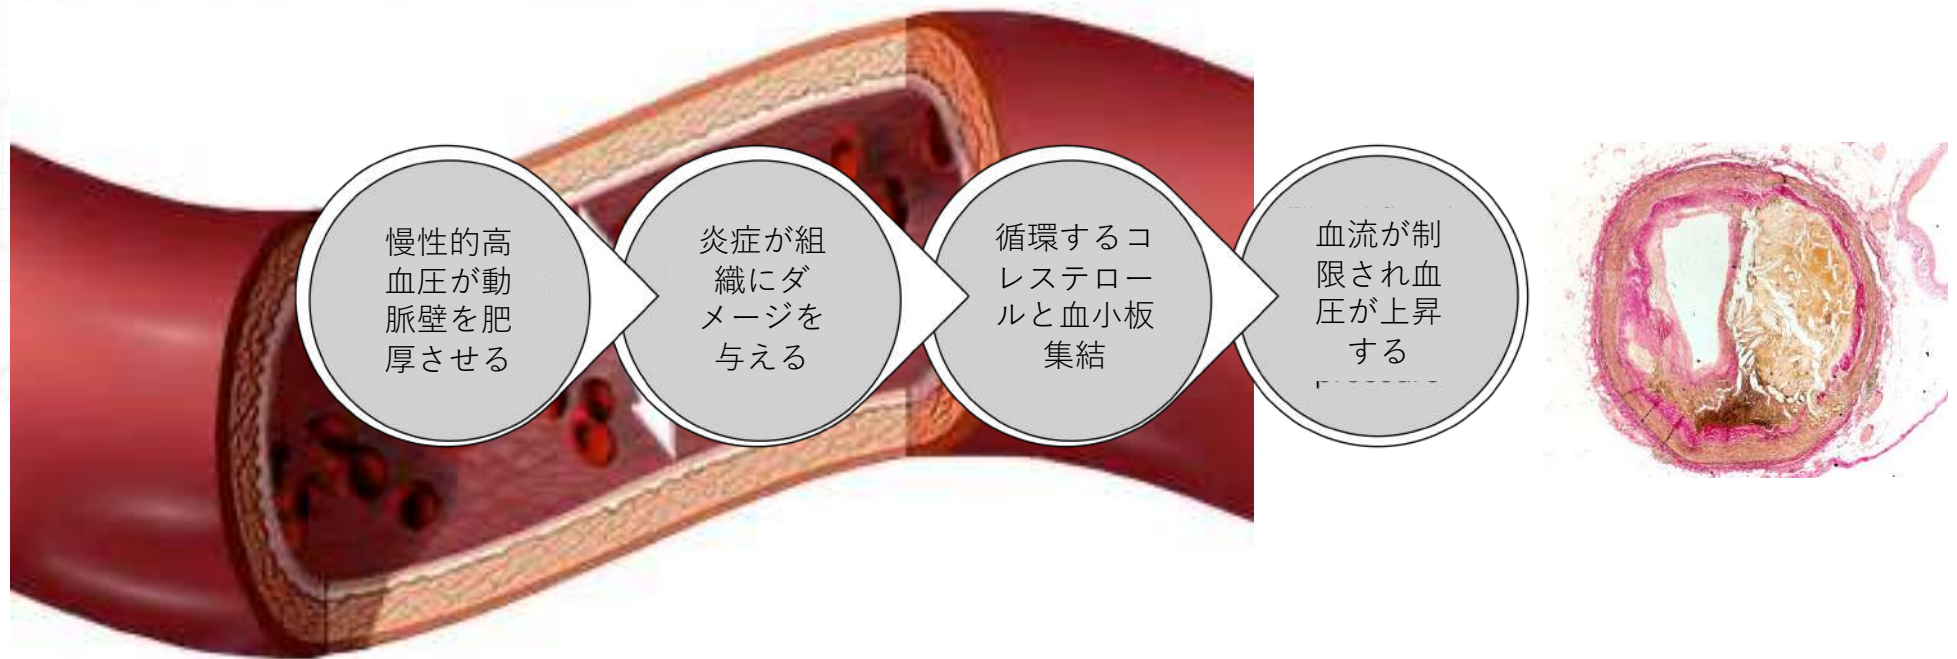 慢性的高
血圧が動
脈壁を肥
厚させる
炎症が組
織にダ
メージを
与える
循環するコ
レステロー
ルと血小板
集結
血流が制
限され血
圧が上昇
する